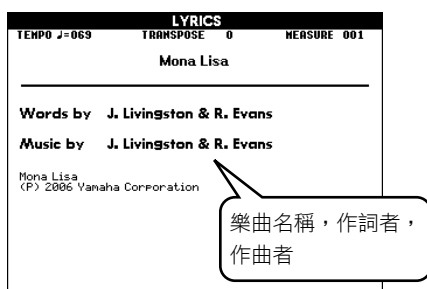 LYRICS
TEMPO ♩=069 TRANSPOSE 0 MEASURE 001
Mona Lisa
Words by J. Livingston & R. Evans
Music by J. Livingston & R. Evans
Mona Lisa
(P) 2006 Yamaha Corporation
樂曲名稱，作詞者，
作曲者